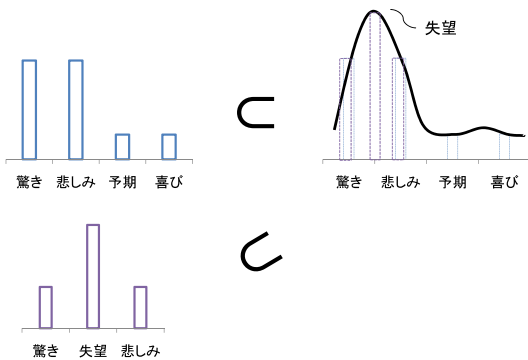 失望
驚き 悲しみ 予期 喜び
驚き 悲しみ 予期 喜び
驚き 失望 悲しみ